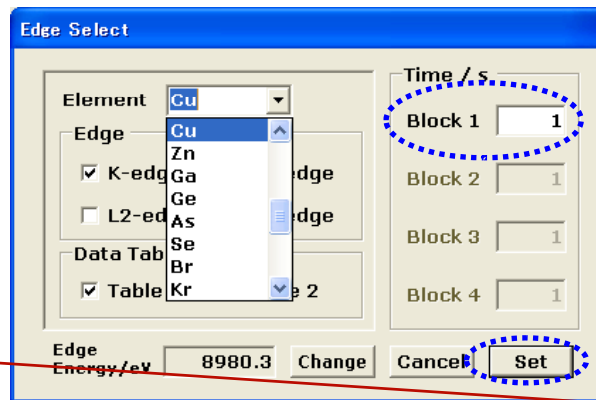 Edge Select
Element Cu
Cu
Zn
Ga
Ge
As
Se
Br
Kr
Edge
K-edg dge
L2-ed edge
Data Tab
Table e 2
Edge
Energy/eV 8980.3 Change Cancel Set
Time / s
Block 1 1
Block 2 1
Block 3 1
Block 4 1